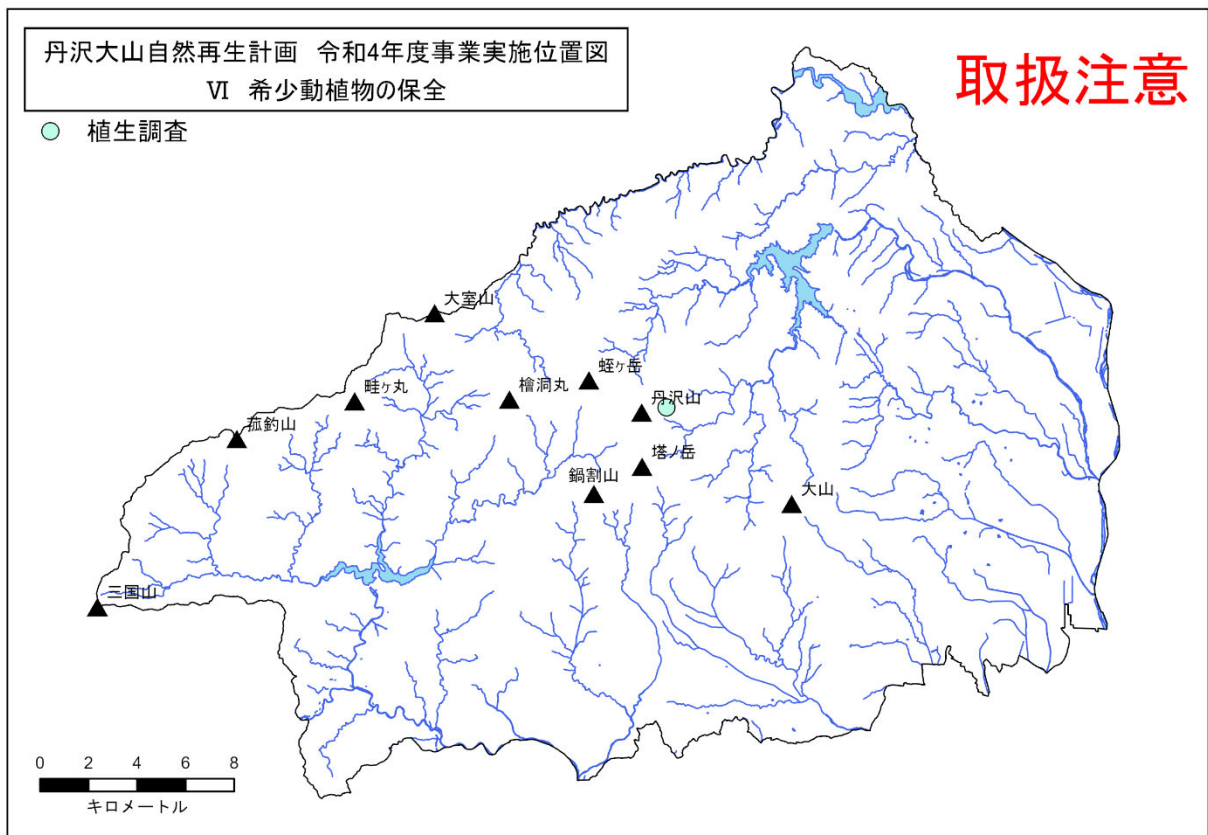 丹沢大山自然再生計画 令和4年度事業実施位置図
Ⅵ 希少動植物の保全
取扱注意
植生調査
大室山
蛭ヶ岳
畦ヶ丸
檜洞丸
丹沢山
菰釣山
塔ノ岳
鍋割山
大山
三国山
0 2 4 6 8
キロメートル